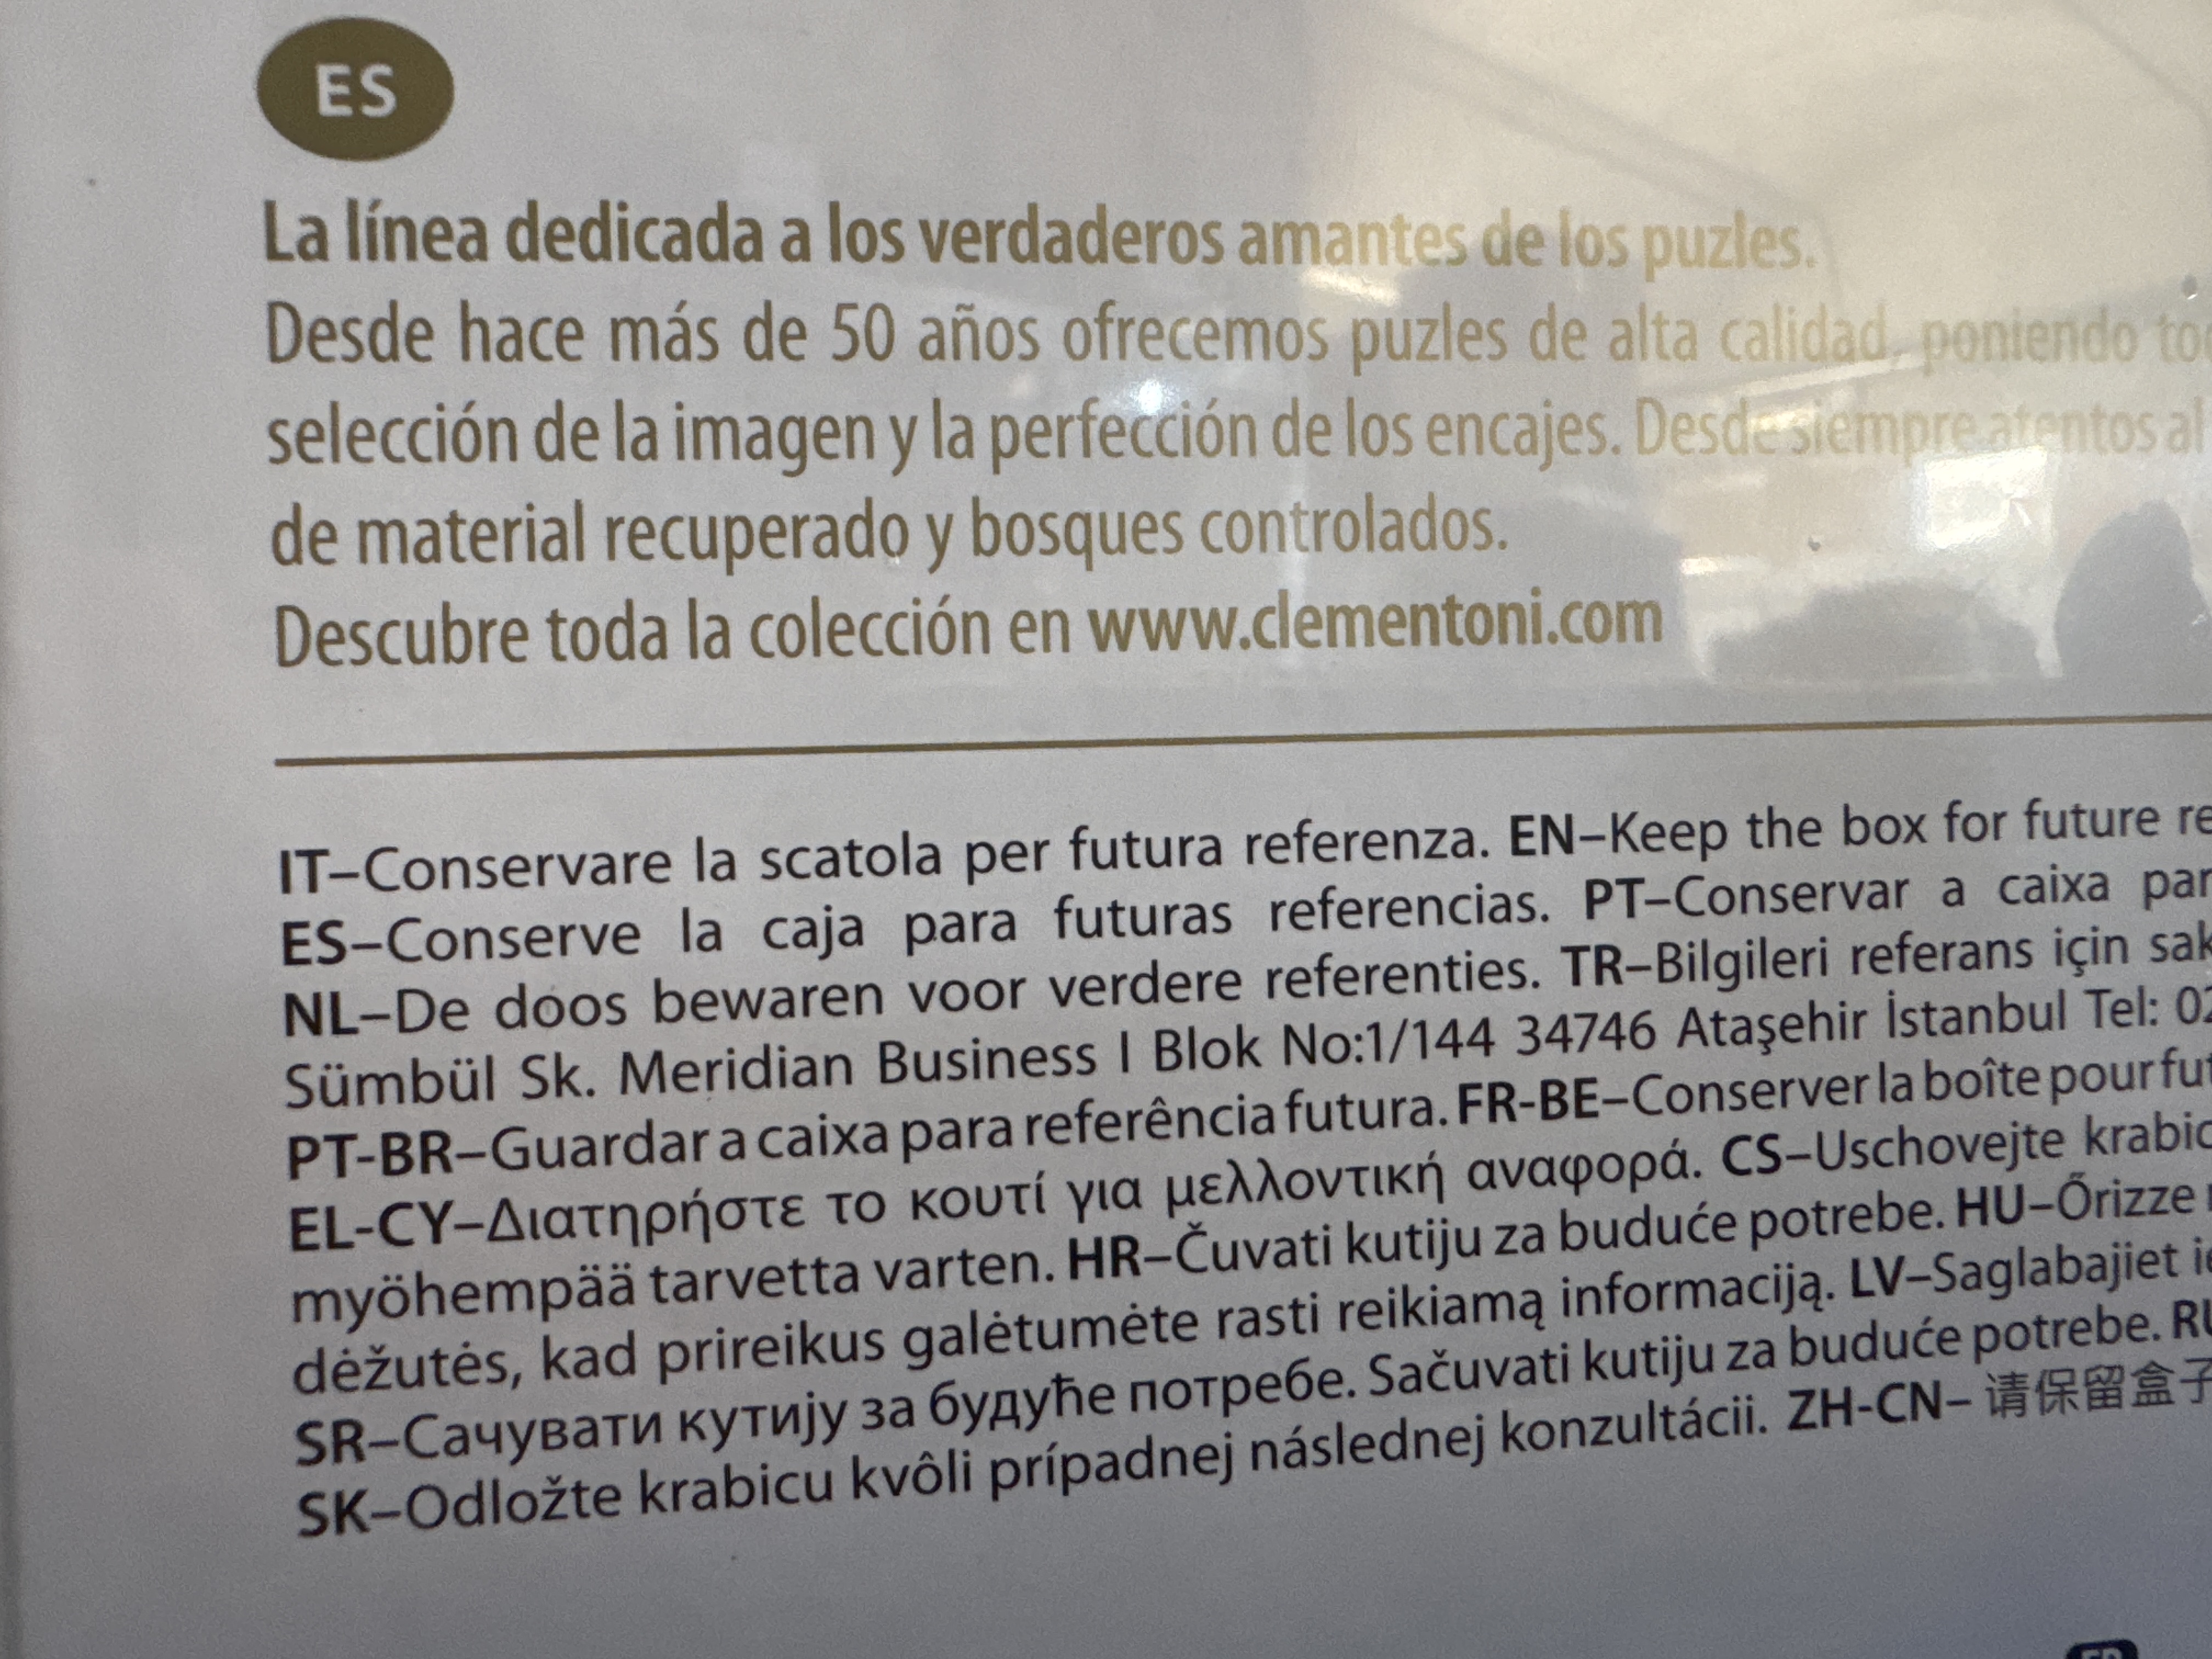 ES
La línea dedicada a los verdaderos amantes de los puzles.
Desde hace más de 50 años ofrecemos puzles de alta calidad, poniendo
selección de la imagen y la perfección de los encajes. Desde siempre atentos al
de material recuperado y bosques controlados.
Descubre toda la colección en www.clementoni.com
IT–Conservare la scatola per futura referenza. EN–Keep the box for future
ES–Conserve la caja para futuras referencias. PT–Conservar a caixa
NL–De doos bewaren voor verdere referenties. TR–Bilgileri referans için
Sümbül Sk. Meridian Business I Blok No:1/144 34746 Ataşehir İstanbul Tel:
PT-BR–Guardar a caixa para referência futura. FR-BE–Conserver la boîte pour
EL-CY–Διατηρήστε το κουτί για μελλοντική αναφορά. CS–Uschovejte
myöhempää tarvetta varten. HR–Čuvati kutiju za buduće potrebe. HU–Őrizze
dėžutės, kad prireikus galėtumėte rasti reikiamą informaciją. LV–Saglabajiet
SR–Сачувати кутију за будуће потребе. Sačuvati kutiju za buduće potrebe.
SK–Odložte krabicu kvôli prípadnej následnej konzultácii. ZH-CN– 请保留盒子